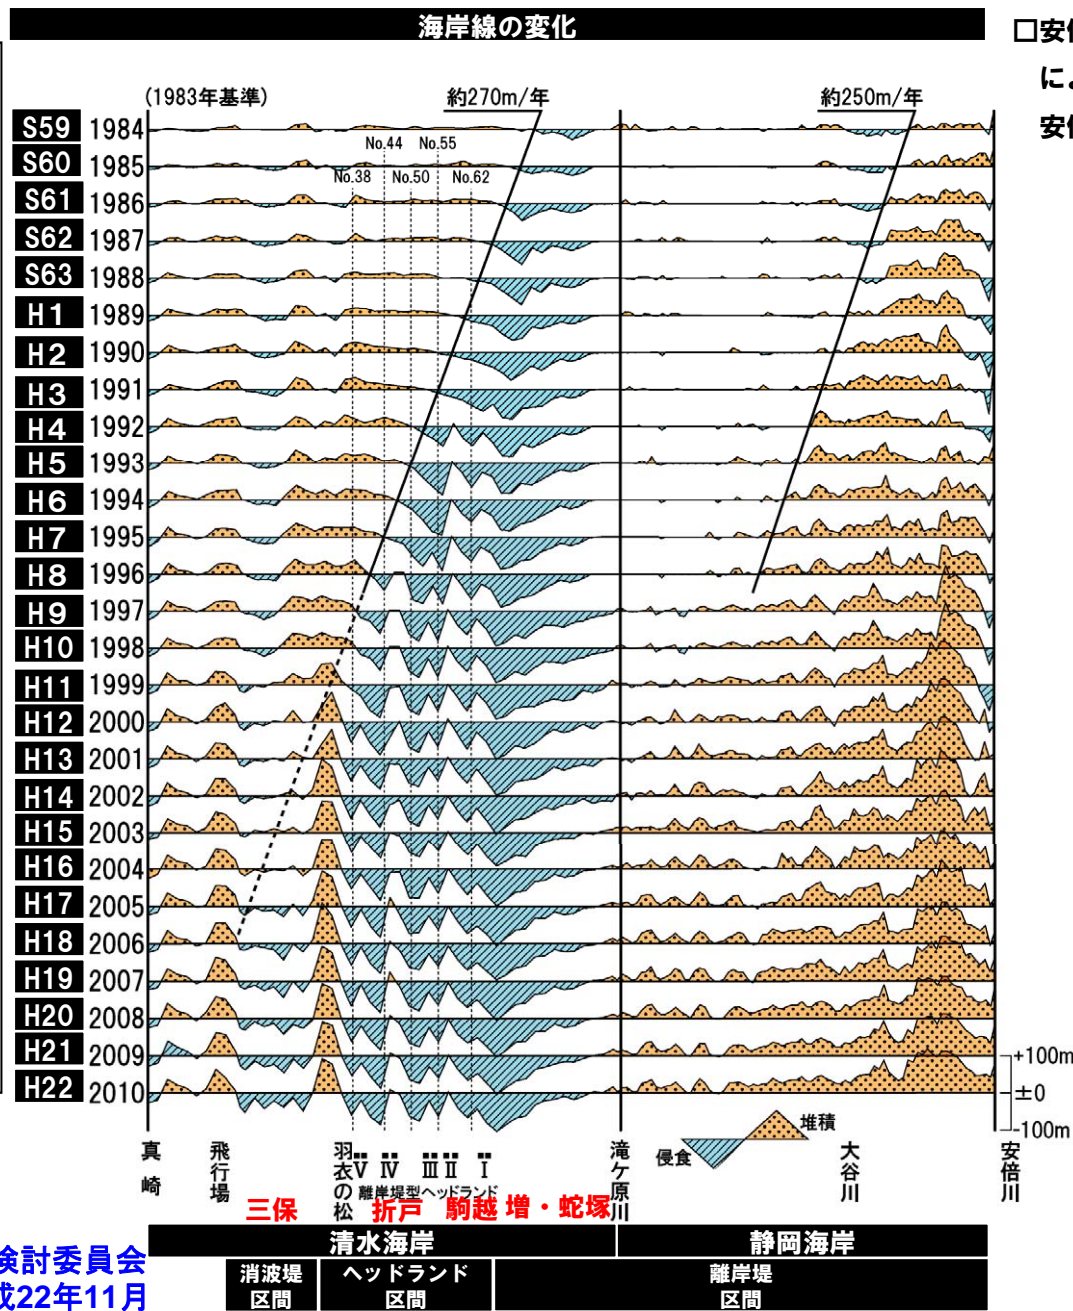 海岸線の変化
□安
に
安
(1983年基準)
約270m/年
約250m/年
S59 1984
No.44 No.55
S60 1985
No.38 No.50 No.62
S61 1986
S62 1987
S63 1988
H1 1989
H2 1990
H3 1991
H4 1992
H5 1993
H6 1994
H7 1995
H8 1996
H9 1997
H10 1998
H11 1999
H12 2000
H13 2001
H14 2002
H15 2003
H16 2004
H17 2005
H18 2006
H19 2007
H20 2008
H21 2009
+100m
H22 2010
±0
-100m
堆積
侵食
真崎
飛行場
羽衣の松
V IV III II I
離岸堤型ヘッドランド
滝ケ原川
大谷川
安倍川
三保 折戸 駒越 増・蛇塚
清水海岸 静岡海岸
消波堤区間
ヘッドランド区間
離岸堤区間
検討委員会
成22年11月